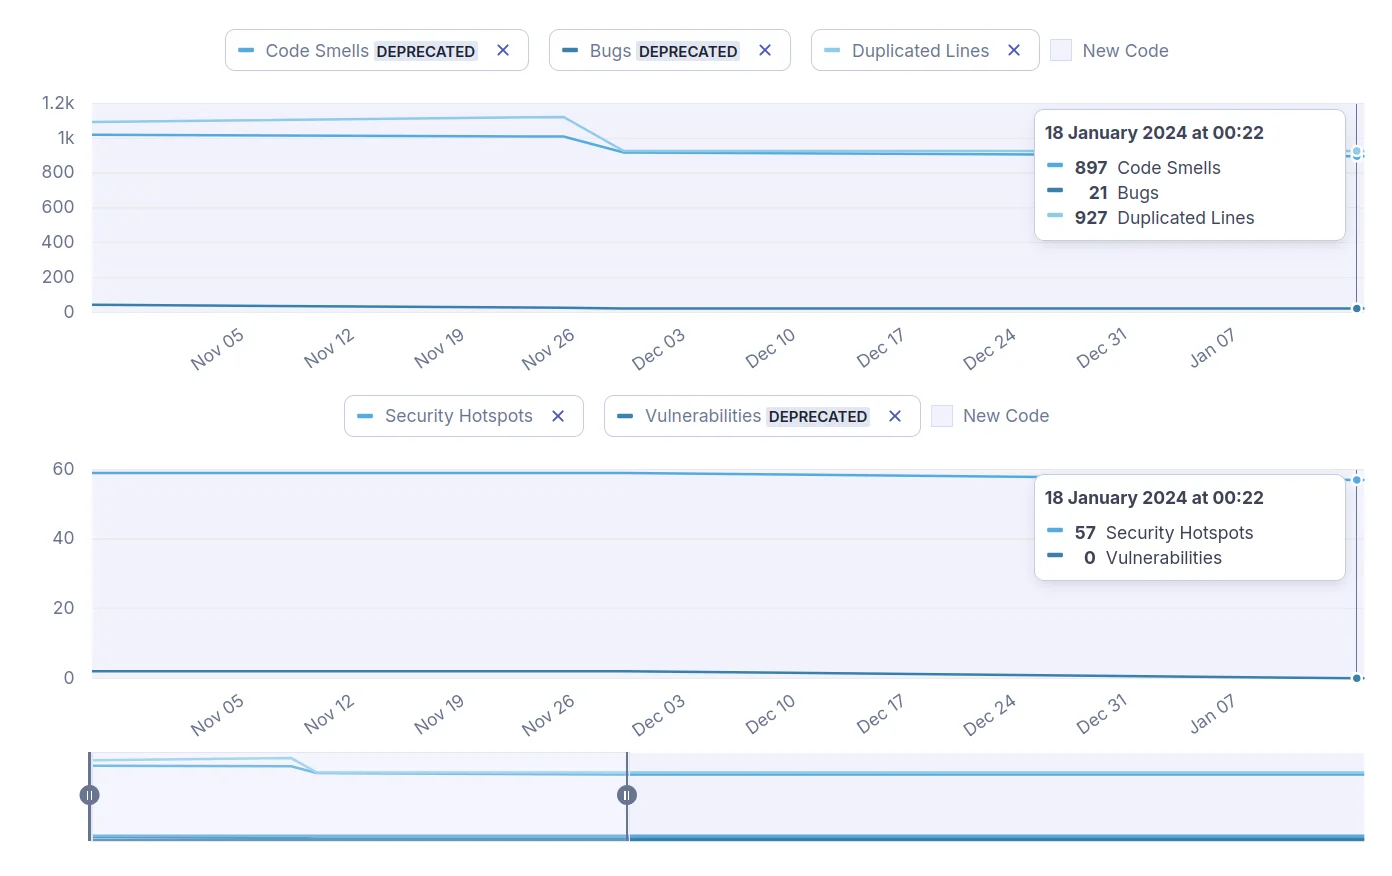 Code Smells DEPRECATED ✕ Bugs DEPRECATED ✕ Duplicated Lines ✕ New Code
1.2k
1k
800
600
400
200
0
18 January 2024 at 00:22
897 Code Smells
21 Bugs
927 Duplicated Lines
Nov 05 Nov 12 Nov 19 Nov 26 Dec 03 Dec 10 Dec 17 Dec 24 Dec 31 Jan 07
Security Hotspots ✕ Vulnerabilities DEPRECATED ✕ New Code
60
40
20
0
18 January 2024 at 00:22
57 Security Hotspots
0 Vulnerabilities
Nov 05 Nov 12 Nov 19 Nov 26 Dec 03 Dec 10 Dec 17 Dec 24 Dec 31 Jan 07